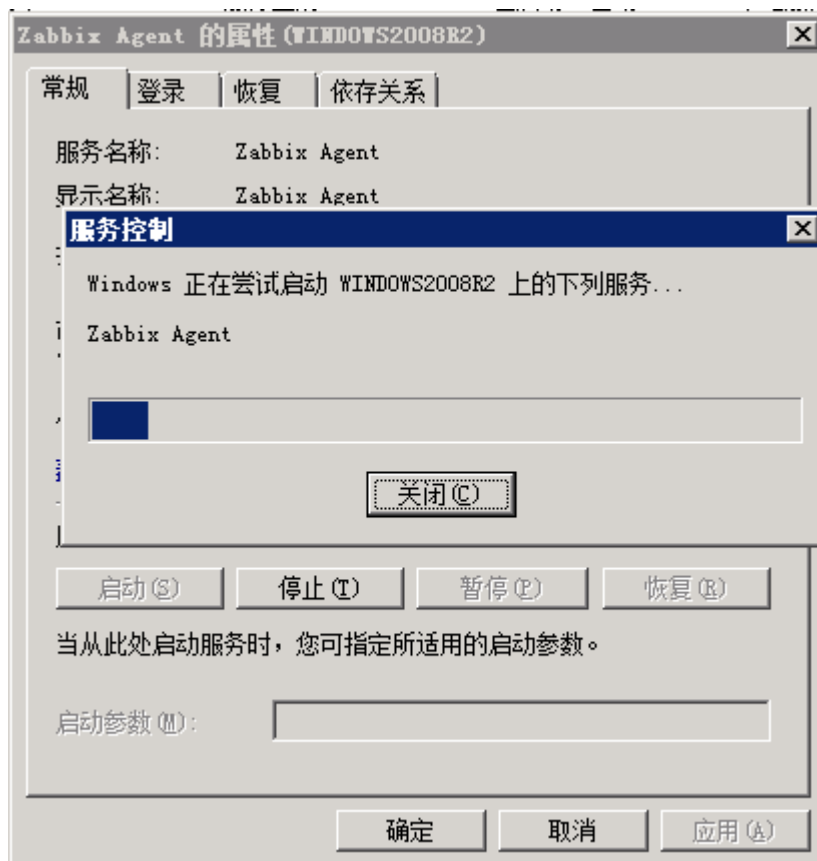 Zabbix Agent 的属性(WINDOWS2008R2)
常规 登录 恢复 依存关系
服务名称: Zabbix Agent
显示名称: Zabbix Agent
服务控制
Windows 正在尝试启动 WINDOWS2008R2 上的下列服务...
Zabbix Agent
关闭(C)
启动(S) 停止(T) 暂停(P) 恢复(R)
当从此处启动服务时，您可指定所适用的启动参数。
启动参数(M):
确定 取消 应用(A)